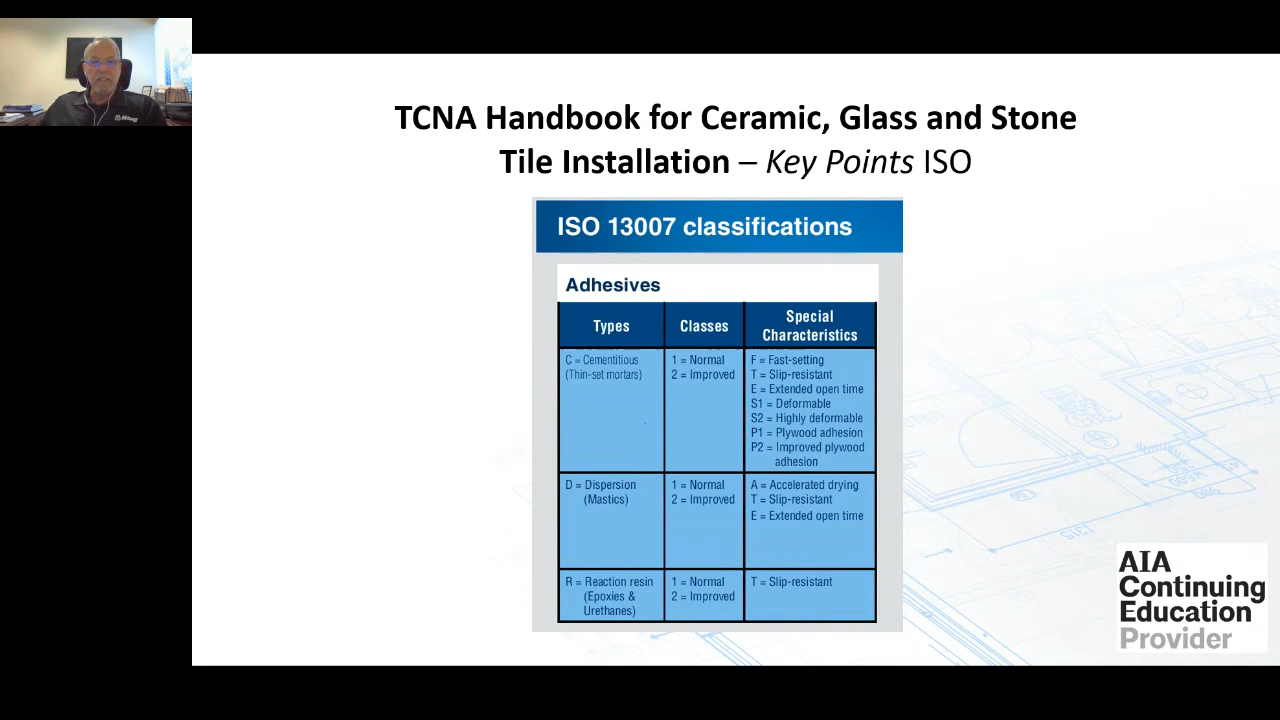 TCNA Handbook for Ceramic, Glass and Stone
Tile Installation – Key Points ISO
ISO 13007 classifications
Adhesives
Types
Classes
Special
Characteristics
C = Cementitious
(Thin-set mortars)
1 = Normal
2 = Improved
F = Fast-setting
T = Slip-resistant
E = Extended open time
S1 = Deformable
S2 = Highly deformable
P1 = Plywood adhesion
P2 = Improved plywood
adhesion
D = Dispersion
(Mastics)
1 = Normal
2 = Improved
A = Accelerated drying
T = Slip-resistant
E = Extended open time
R = Reaction resin
(Epoxies &
Urethanes)
1 = Normal
2 = Improved
T = Slip-resistant
1315
AIA
Continuing
Education
Provider